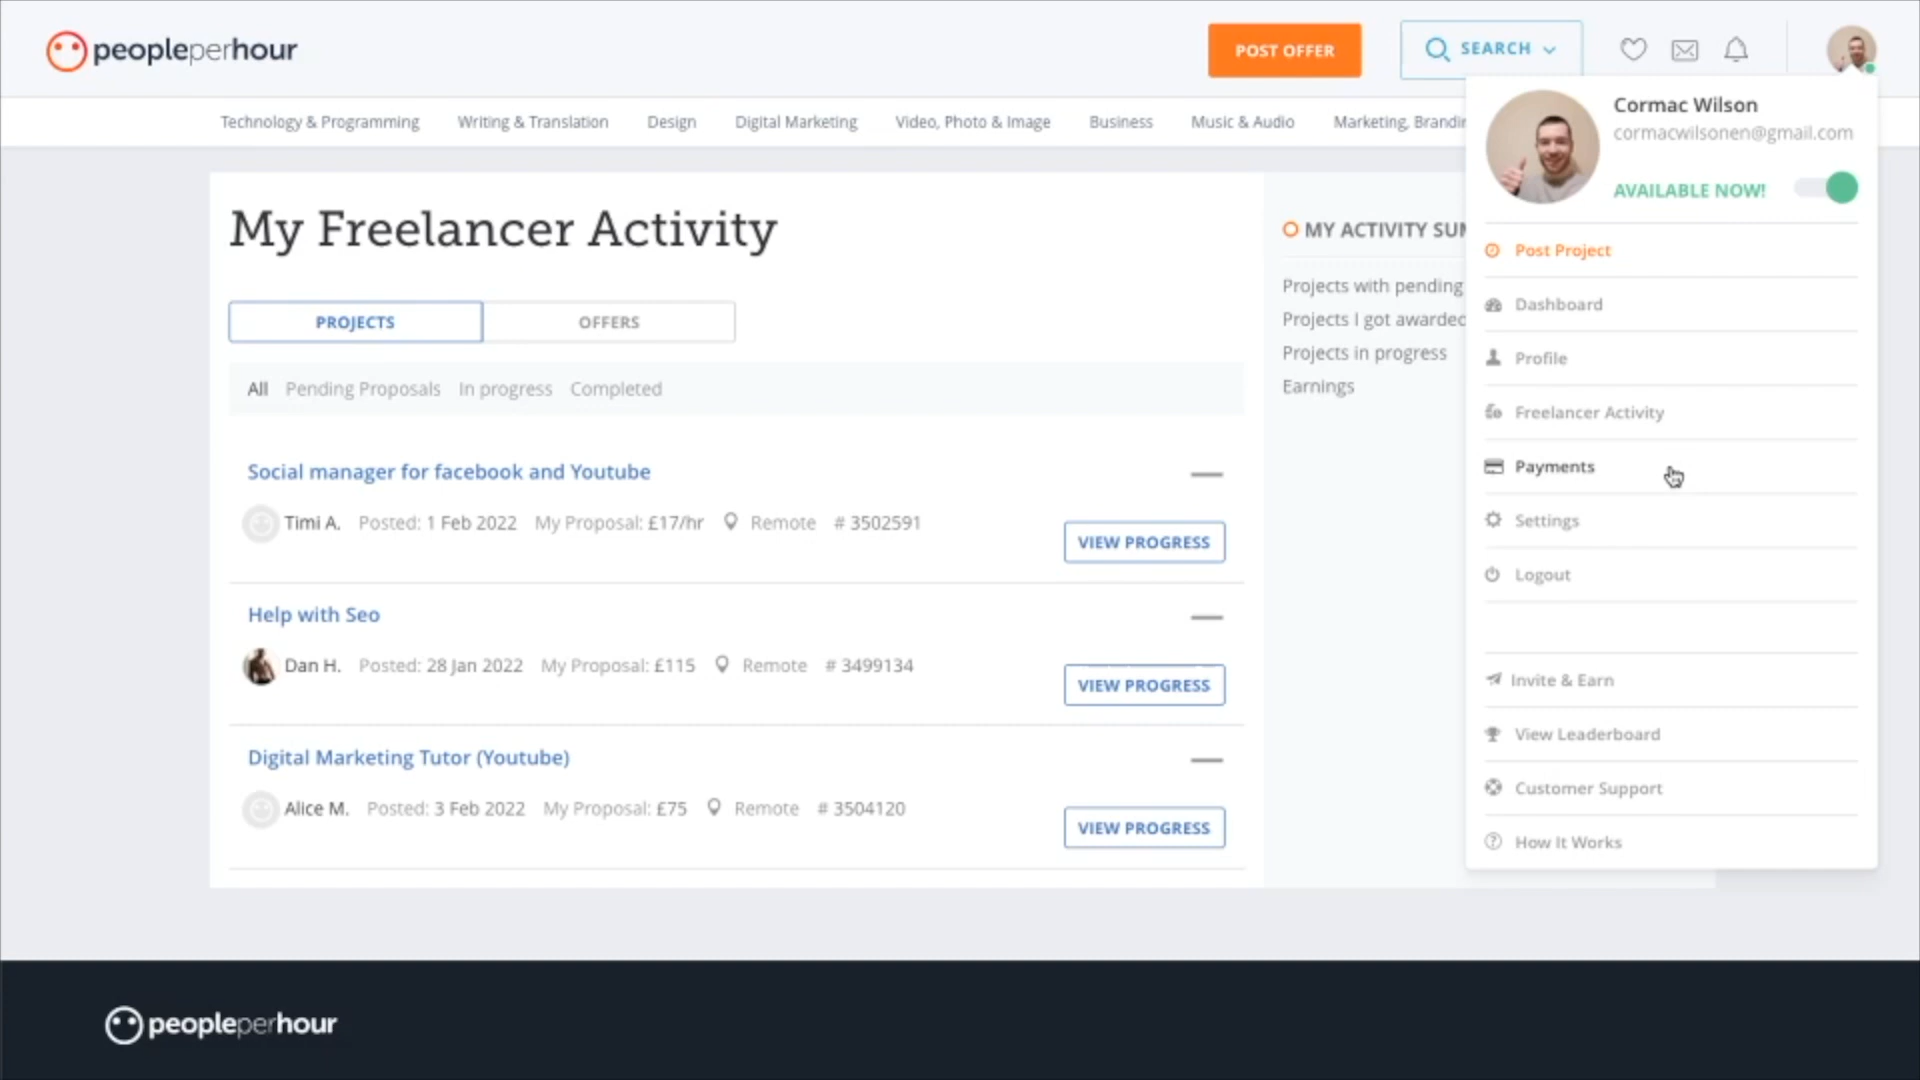 peopleperhour
POST OFFER
SEARCH
Technology & Programming
Writing & Translation
Design
Digital Marketing
Video, Photo & Image
Business
Music & Audio
Marketing, Brandin
Cormac Wilson
cormacwilsonen@gmail.com
AVAILABLE NOW!
My Freelancer Activity
PROJECTS
OFFERS
All
Pending Proposals
In progress
Completed
Social manager for facebook and Youtube
Timi A. Posted: 1 Feb 2022 My Proposal: £17/hr Remote # 3502591
VIEW PROGRESS
Help with Seo
Dan H. Posted: 28 Jan 2022 My Proposal: £115 Remote # 3499134
VIEW PROGRESS
Digital Marketing Tutor (Youtube)
Alice M. Posted: 3 Feb 2022 My Proposal: £75 Remote # 3504120
VIEW PROGRESS
MY ACTIVITY SUM
Projects with pending
Projects I got awarded
Projects in progress
Earnings
Post Project
Dashboard
Profile
Freelancer Activity
Payments
Settings
Logout
Invite & Earn
View Leaderboard
Customer Support
How It Works
peopleperhour